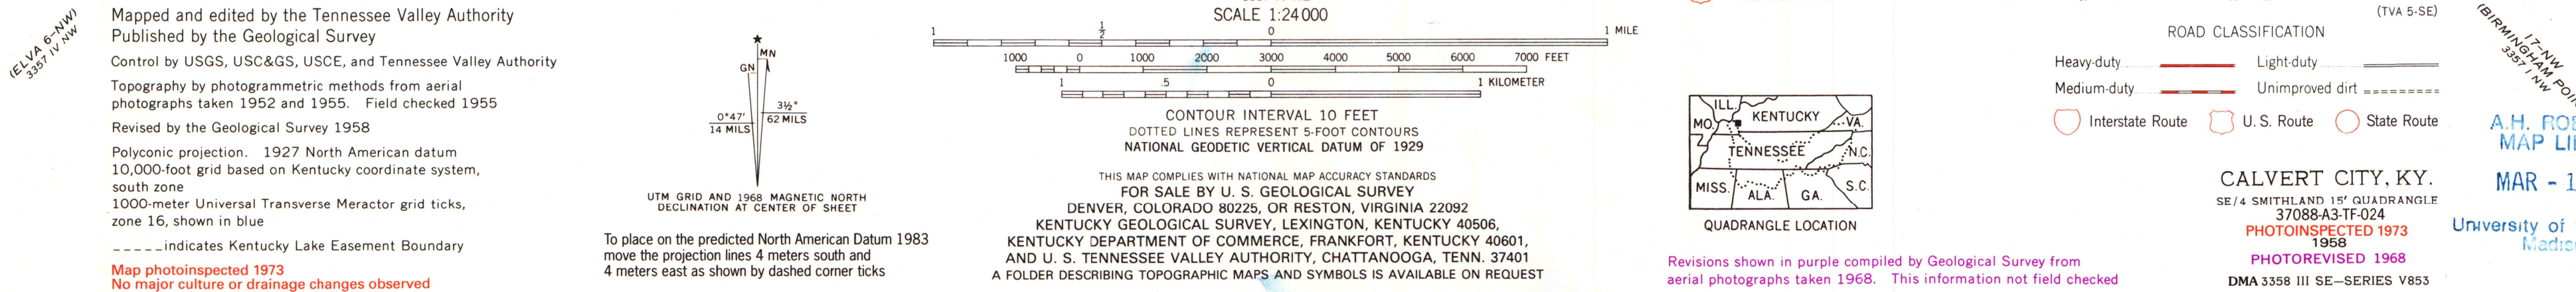 (ELVA 6-NW)
3357 IV NW
Mapped and edited by the Tennessee Valley Authority
Published by the Geological Survey
Control by USGS, USC&GS, USCE, and Tennessee Valley Authority
Topography by photogrammetric methods from aerial
photographs taken 1952 and 1955. Field checked 1955
Revised by the Geological Survey 1958
Polyconic projection. 1927 North American datum
10,000-foot grid based on Kentucky coordinate system,
south zone
1000-meter Universal Transverse Meractor grid ticks,
zone 16, shown in blue
indicates Kentucky Lake Easement Boundary
Map photoinspected 1973
No major culture or drainage changes observed
MN
GN
3½°
62 MILS
0°47′
14 MILS
UTM GRID AND 1968 MAGNETIC NORTH
DECLINATION AT CENTER OF SHEET
To place on the predicted North American Datum 1983
move the projection lines 4 meters south and
4 meters east as shown by dashed corner ticks
SCALE 1:24000
1 ½ 0 1 MILE
1000 0 1000 2000 3000 4000 5000 6000 7000 FEET
1 .5 0 1 KILOMETER
CONTOUR INTERVAL 10 FEET
DOTTED LINES REPRESENT 5-FOOT CONTOURS
NATIONAL GEODETIC VERTICAL DATUM OF 1929
THIS MAP COMPLIES WITH NATIONAL MAP ACCURACY STANDARDS
FOR SALE BY U. S. GEOLOGICAL SURVEY
DENVER, COLORADO 80225, OR RESTON, VIRGINIA 22092
KENTUCKY GEOLOGICAL SURVEY, LEXINGTON, KENTUCKY 40506,
KENTUCKY DEPARTMENT OF COMMERCE, FRANKFORT, KENTUCKY 40601,
AND U. S. TENNESSEE VALLEY AUTHORITY, CHATTANOOGA, TENN. 37401
A FOLDER DESCRIBING TOPOGRAPHIC MAPS AND SYMBOLS IS AVAILABLE ON REQUEST
ILL.
MO. KENTUCKY VA.
TENNESSEE N.C.
MISS. ALA. GA. S.C.
QUADRANGLE LOCATION
Revisions shown in purple compiled by Geological Survey from
aerial photographs taken 1968. This information not field checked
(TVA 5-SE)
ROAD CLASSIFICATION
Heavy-duty Light-duty
Medium-duty Unimproved dirt
Interstate Route U. S. Route State Route
CALVERT CITY, KY.
SE/4 SMITHLAND 15′ QUADRANGLE
37088-A3-TF-024
PHOTOINSPECTED 1973
1958
PHOTOREVISED 1968
DMA 3358 III SE—SERIES V853
(BIRMINGHAM POI
17-NW
3357 I NW
A.H. RO
MAP LI
MAR - 1
University of
Madis